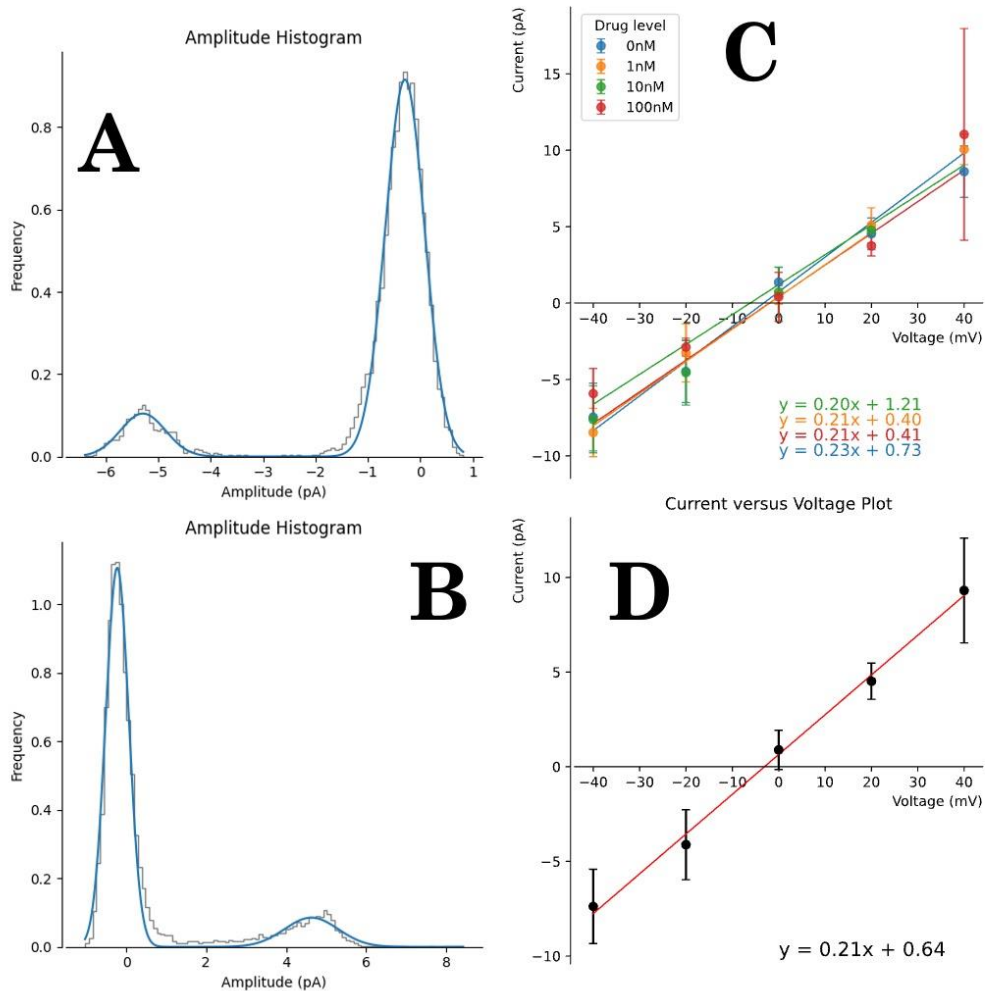 Amplitude Histogram
A
Frequency
0.8
0.6
0.4
0.2
0.0
−6 −5 −4 −3 −2 −1 0 1
Amplitude (pA)
Amplitude Histogram
B
Frequency
1.0
0.8
0.6
0.4
0.2
0.0
0 2 4 6 8
Amplitude (pA)
C
Current (pA)
Drug level
0nM
1nM
10nM
100nM
15
10
5
0
−40 −30 −20 −10 0 10 20 30 40
Voltage (mV)
−5
y = 0.20x + 1.21
y = 0.21x + 0.40
y = 0.21x + 0.41
y = 0.23x + 0.73
−10
Current versus Voltage Plot
D
Current (pA)
10
5
0
−40 −30 −20 −10 0 10 20 30 40
Voltage (mV)
−5
−10
y = 0.21x + 0.64